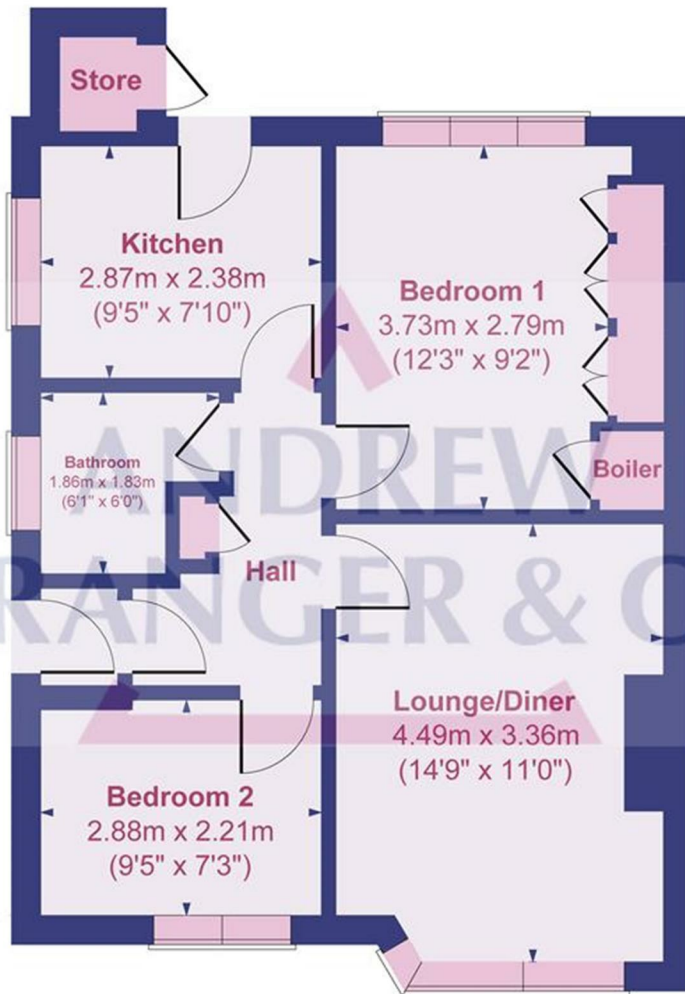 Store
Kitchen
2.87m x 2.38m
(9'5" x 7'10")
Bedroom 1
3.73m x 2.79m
(12'3" x 9'2")
Boiler
Bathroom
1.86m x 1.83m
(6'1" x 6'0")
Hall
ANDREW
RANGER & C
Lounge/Diner
4.49m x 3.36m
(14'9" x 11'0")
Bedroom 2
2.88m x 2.21m
(9'5" x 7'3")